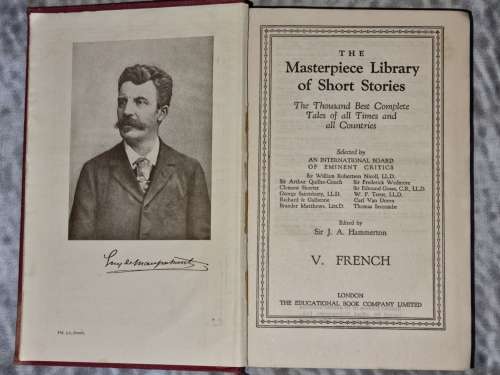 Guy de Maupassant
THE
Masterpiece Library
of Short Stories
The Thousand Best Complete
Tales of all Times and
all Countries
Selected by
AN INTERNATIONAL BOARD
OF EMINENT CRITICS
Sir William Robertson Nicoll, LL.D.
Sir Arthur Quiller-Couch Sir Frederick Wedmore
Clement Shorter Sir Edmund Gosse, C.B., LL.D.
George Saintsbury, LL.D. W. P. Trent, LL.D.
Richard le Gallienne Carl Van Doren
Brander Matthews, Litt.D. Thomas Seccombe
Edited by
Sir J. A. Hammerton
V. FRENCH
LONDON
THE EDUCATIONAL BOOK COMPANY LIMITED